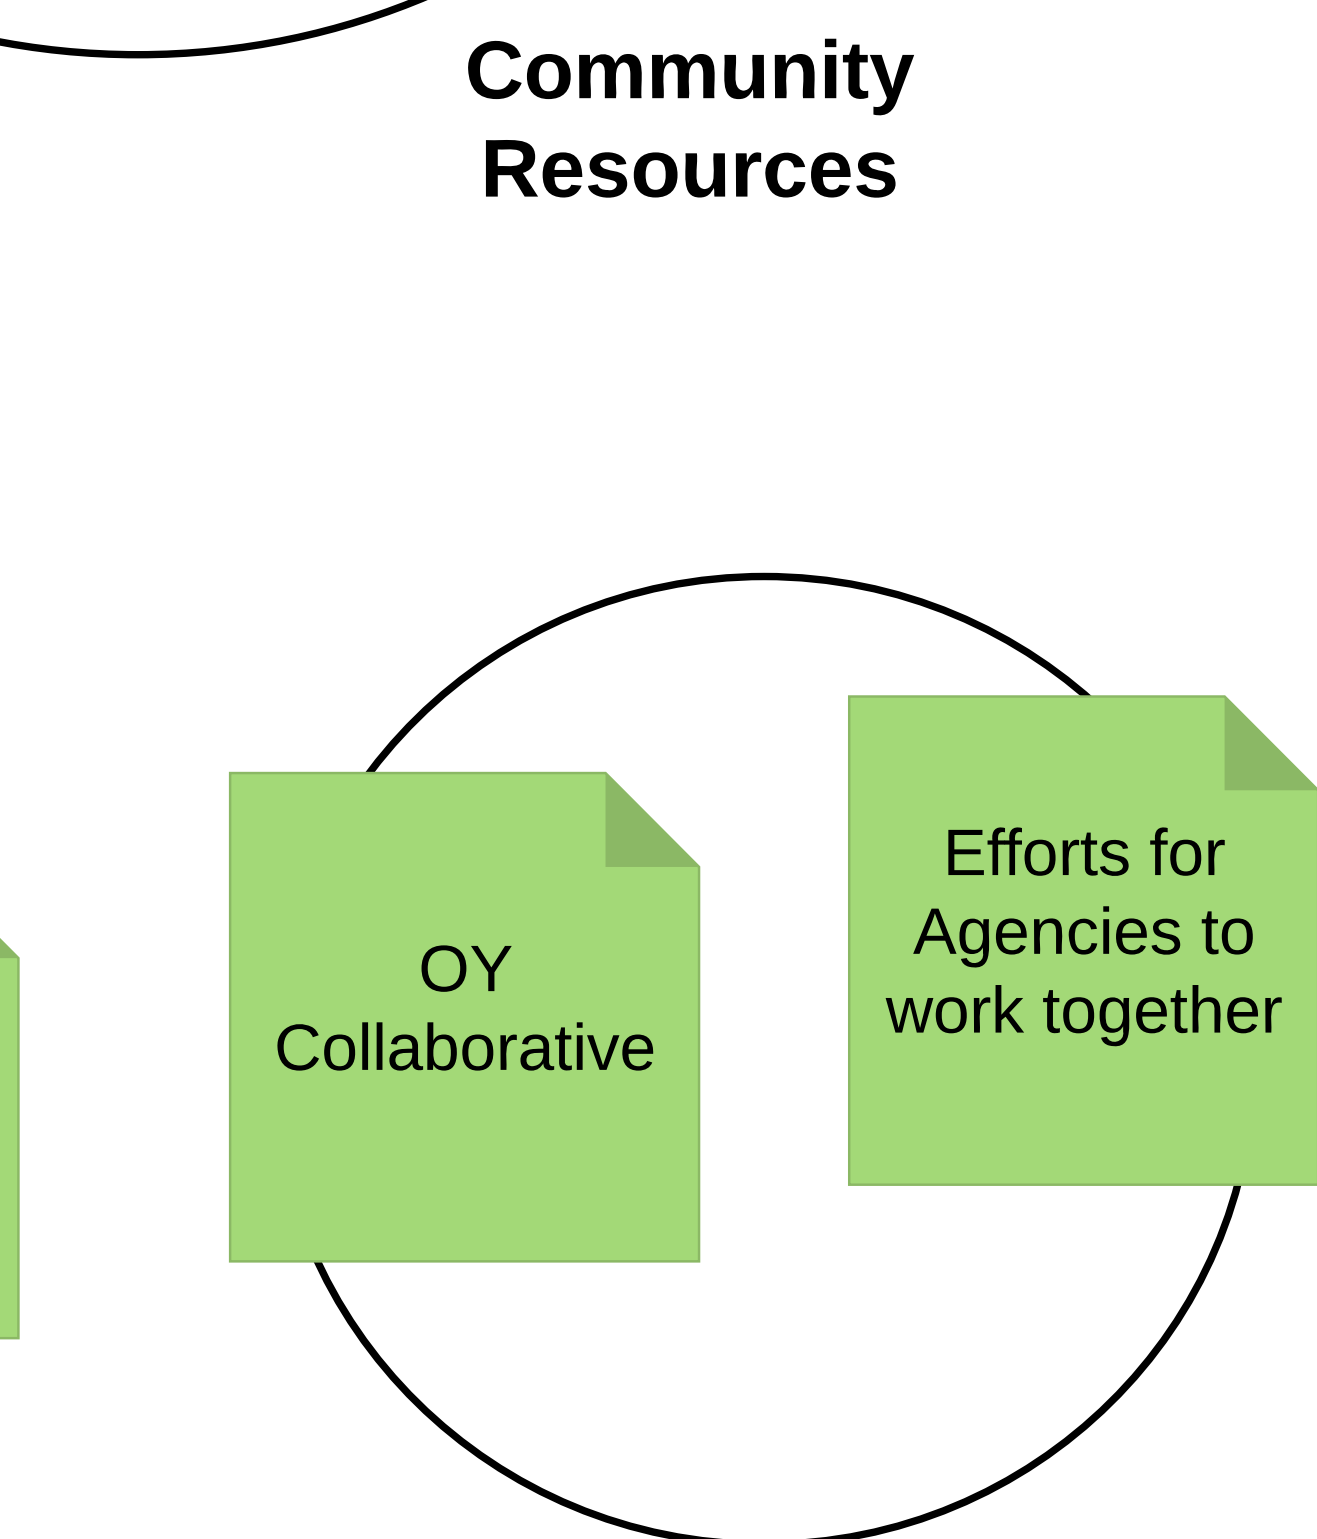 Community
Resources
OY
Collaborative
Efforts for
Agencies to
work together